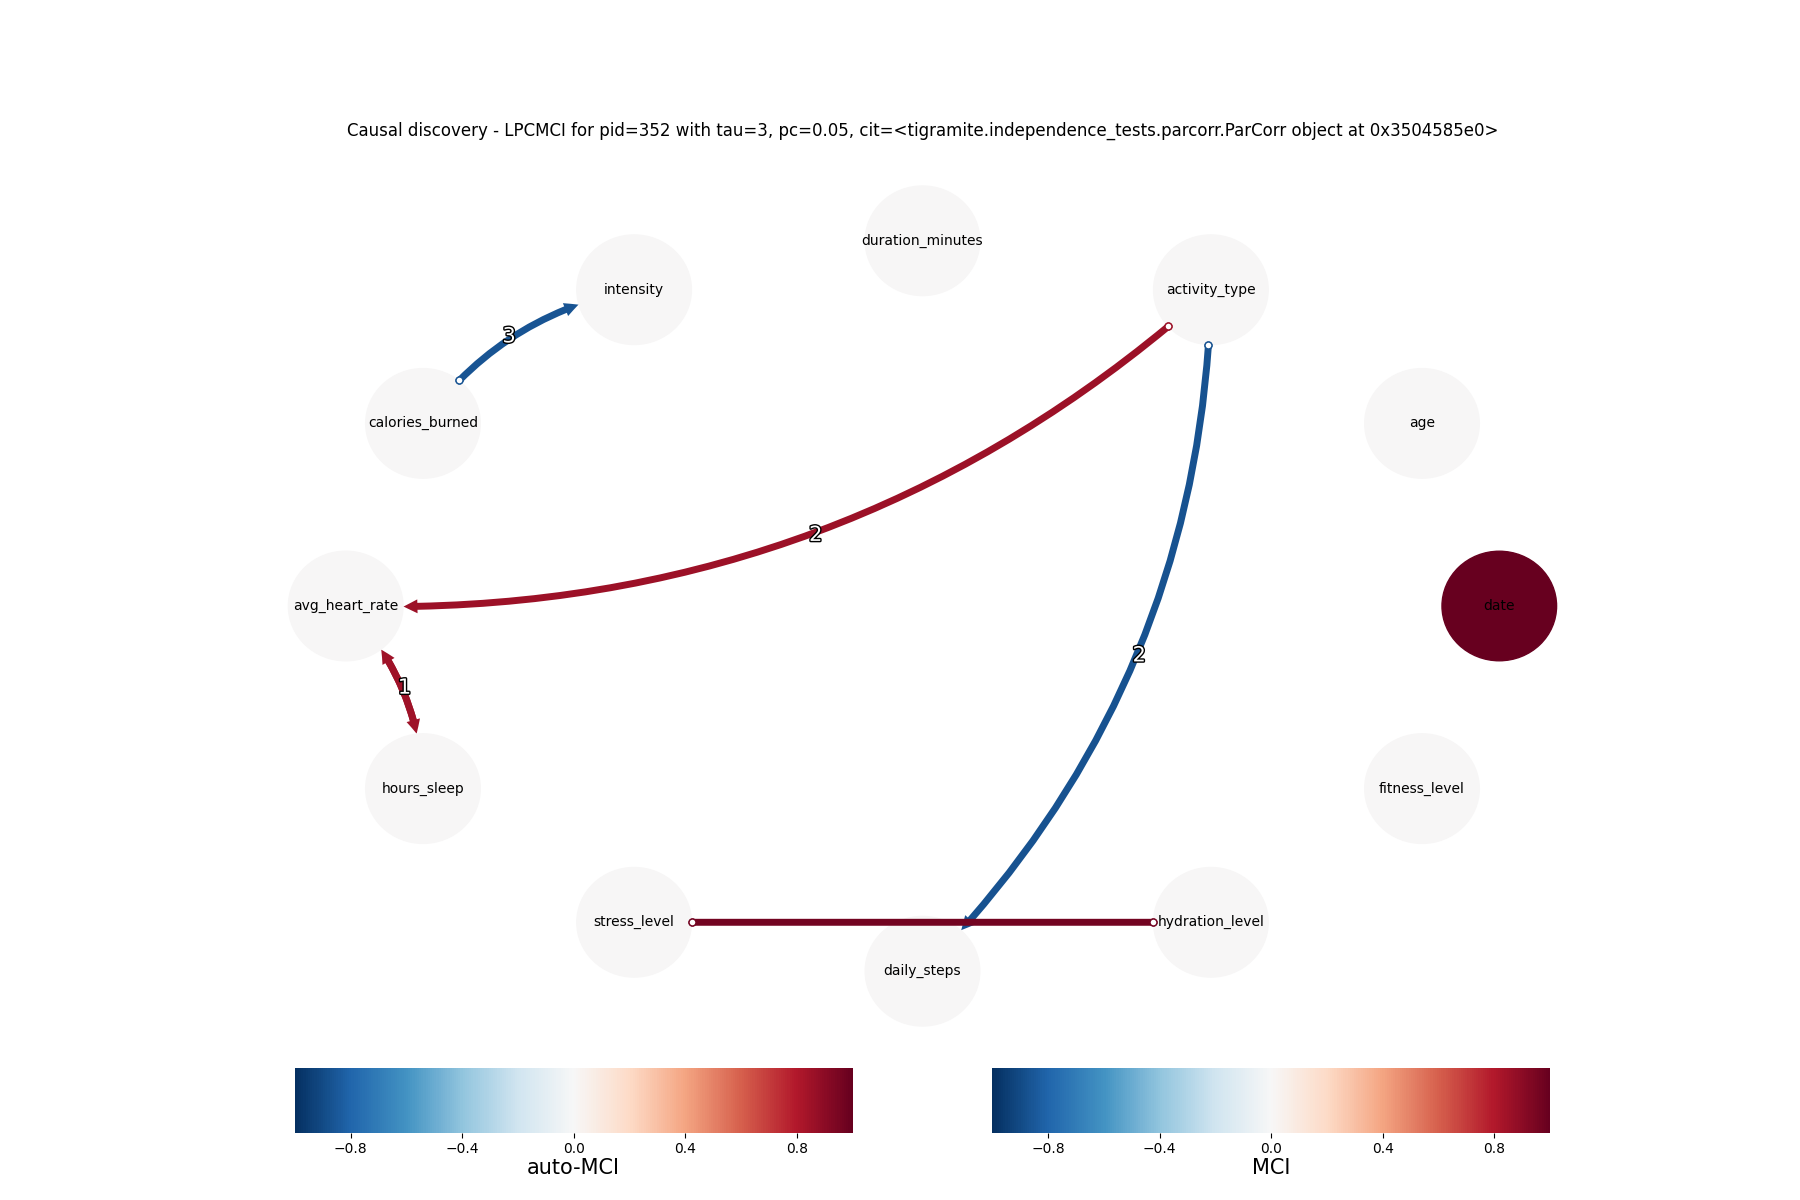 Causal discovery - LPCMCI for pid=352 with tau=3, pc=0.05, cit=<tigramite.independence_tests.parcorr.ParCorr object at 0x3504585e0>
duration_minutes
intensity
activity_type
3
calories_burned
age
2
avg_heart_rate
date
2
1
hours_sleep
fitness_level
stress_level
hydration_level
daily_steps
−0.8 −0.4 0.0 0.4 0.8
auto-MCI
−0.8 −0.4 0.0 0.4 0.8
MCI